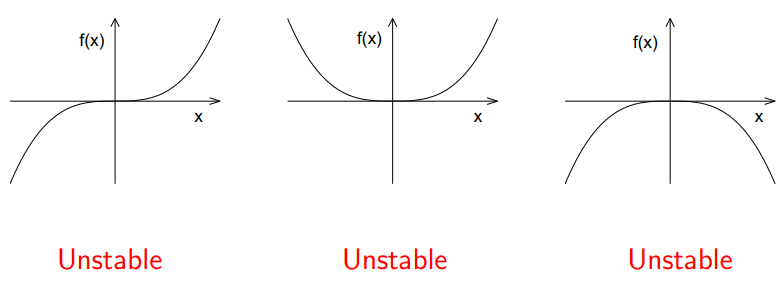 f(x)
x
Unstable
f(x)
x
Unstable
f(x)
x
Unstable